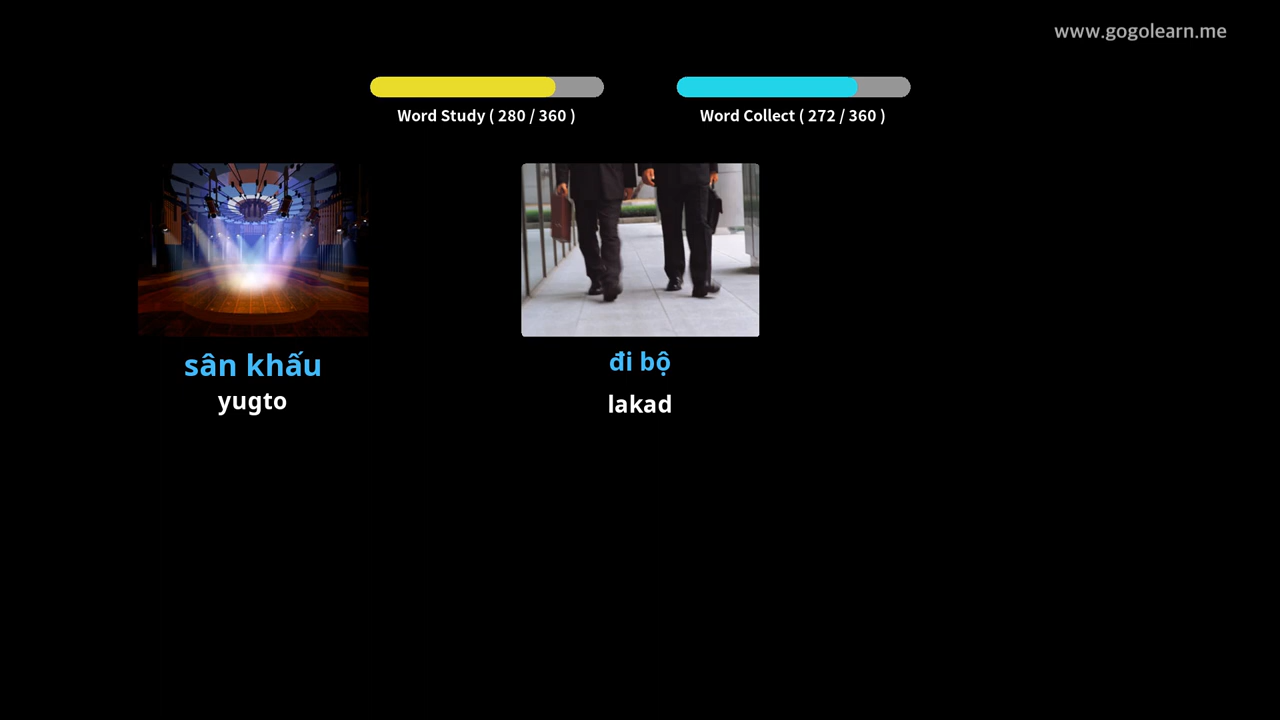 www.gogolearn.me
Word Study ( 280 / 360 )
Word Collect ( 272 / 360 )
sân khấu
yugto
đi bộ
lakad